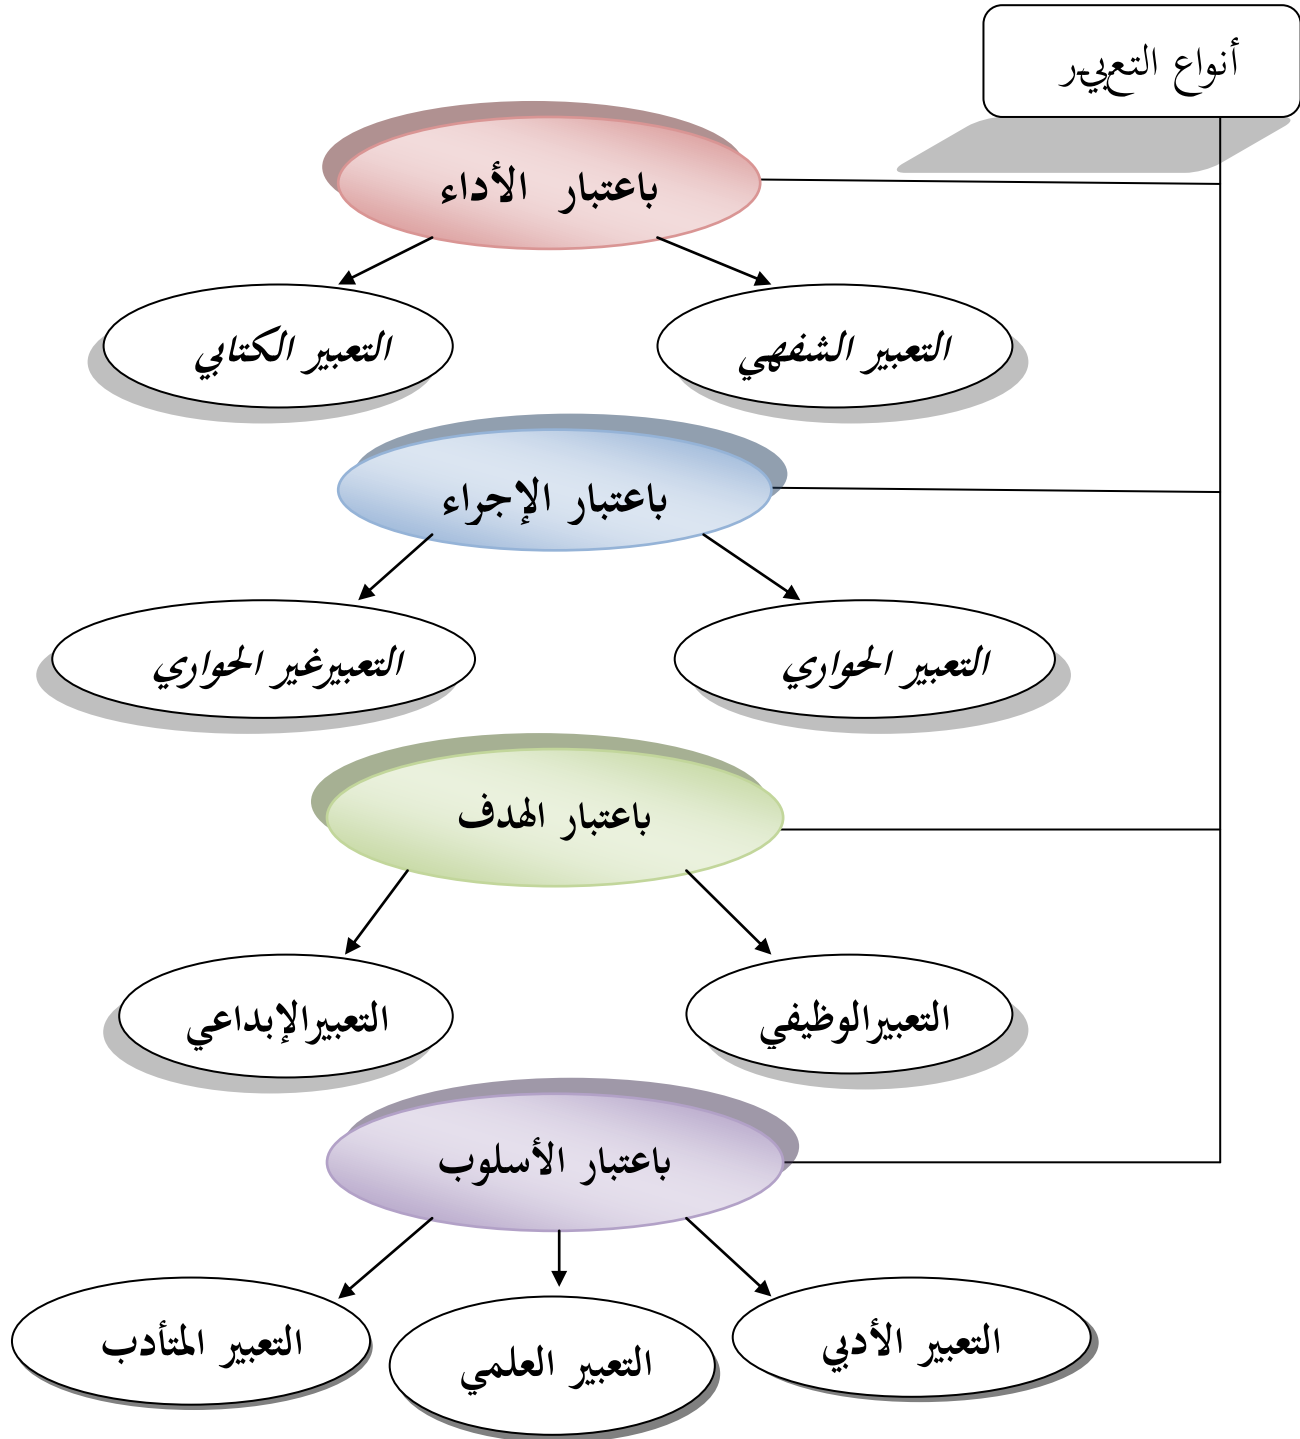 أنواع التعبير
باعتبار الأداء
التعبير الشفهي
التعبير الكتابي
باعتبار الإجراء
التعبير الحواري
التعبيرغير الحواري
باعتبار الهدف
التعبيرالوظيفي
التعبيرالإبداعي
باعتبار الأسلوب
التعبير الأدبي
التعبير العلمي
التعبير المتأدب